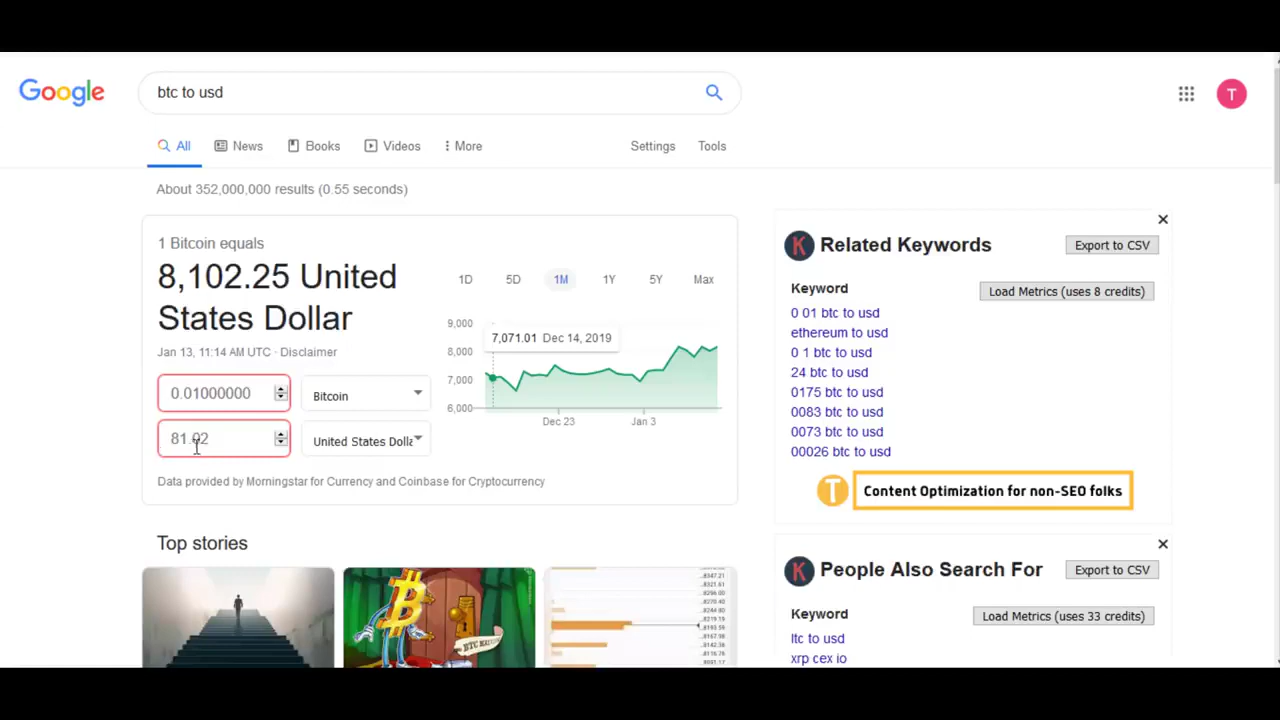 Google
btc to usd
T
All
News
Books
Videos
More
Settings
Tools
About 352,000,000 results (0.55 seconds)
1 Bitcoin equals
8,102.25 United
States Dollar
Jan 13, 11:14 AM UTC · Disclaimer
0.01000000
Bitcoin
81.02
United States Dolla
1D
5D
1M
1Y
5Y
Max
9,000
8,000
7,000
6,000
7,071.01 Dec 14, 2019
Dec 23
Jan 3
Data provided by Morningstar for Currency and Coinbase for Cryptocurrency
Top stories
BTC KEYHOLE
K
Related Keywords
Export to CSV
Keyword
Load Metrics (uses 8 credits)
0 01 btc to usd
ethereum to usd
0 1 btc to usd
24 btc to usd
0175 btc to usd
0083 btc to usd
0073 btc to usd
00026 btc to usd
T
Content Optimization for non-SEO folks
K
People Also Search For
Export to CSV
Keyword
Load Metrics (uses 33 credits)
ltc to usd
xrp cex io